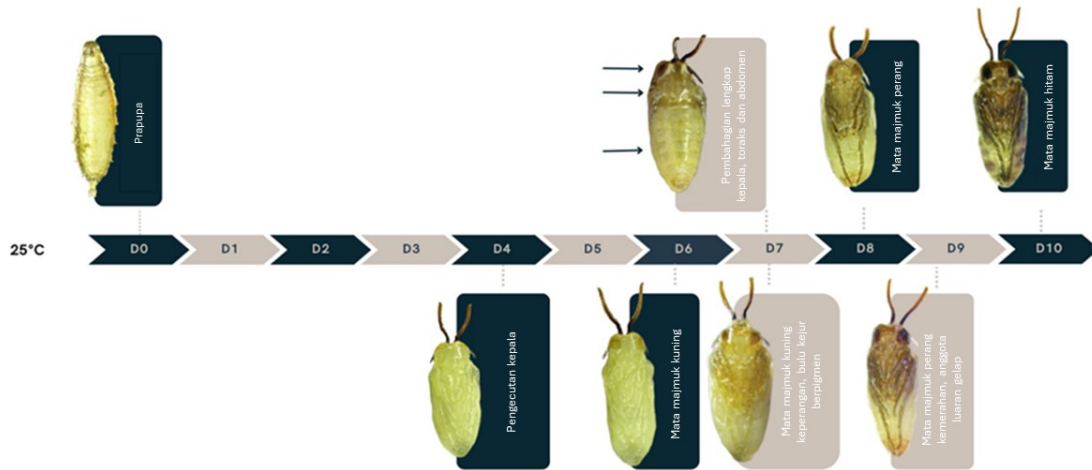 Prapupa
Pembahagian lengkap
kepala, toraks dan abdomen
Mata majmuk perang
Mata majmuk hitam
25°C
D0
D1
D2
D3
D4
D5
D6
D7
D8
D9
D10
Pengecutan kepala
Mata majmuk kuning
Mata majmuk kuning
keperangan, bulu kejur
berpigmen
Mata majmuk perang
kemerahan, anggota
luaran gelap